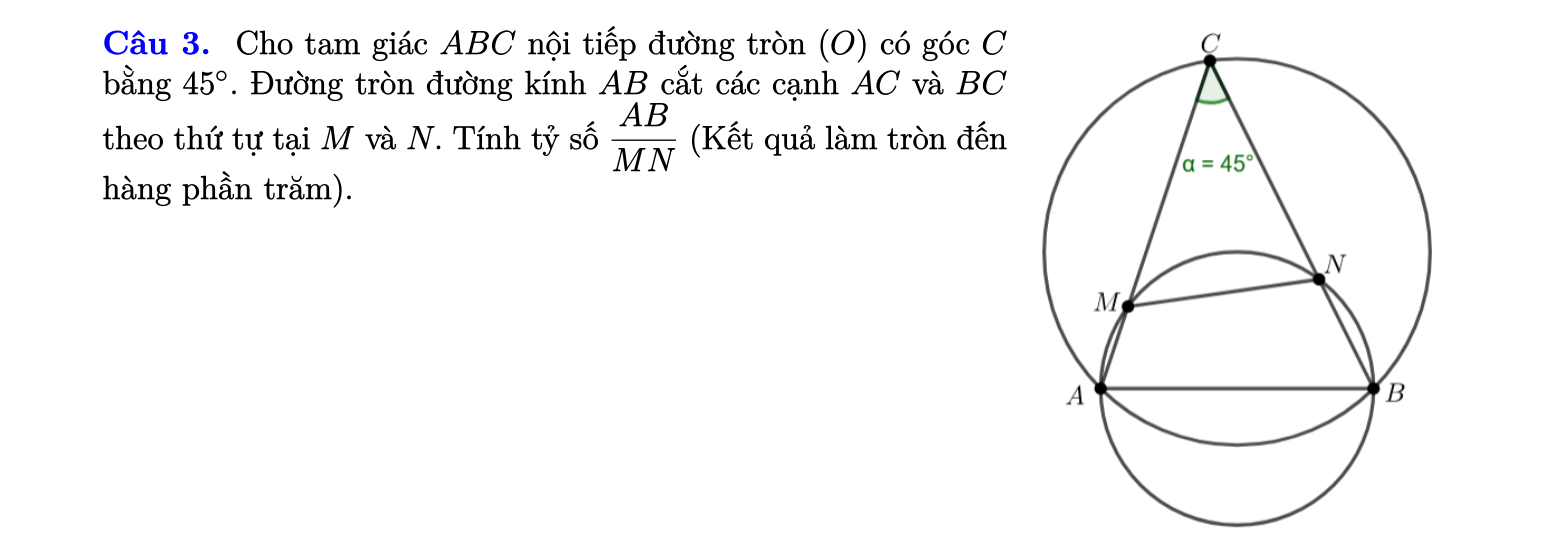 Câu 3. Cho tam giác ABC nội tiếp đường tròn (O) có góc C
bằng 45°. Đường tròn đường kính AB cắt các cạnh AC và BC
theo thứ tự tại M và N. Tính tỷ số \frac{AB}{MN} (Kết quả làm tròn đến
hàng phần trăm).
C
α = 45°
N
M
A
B